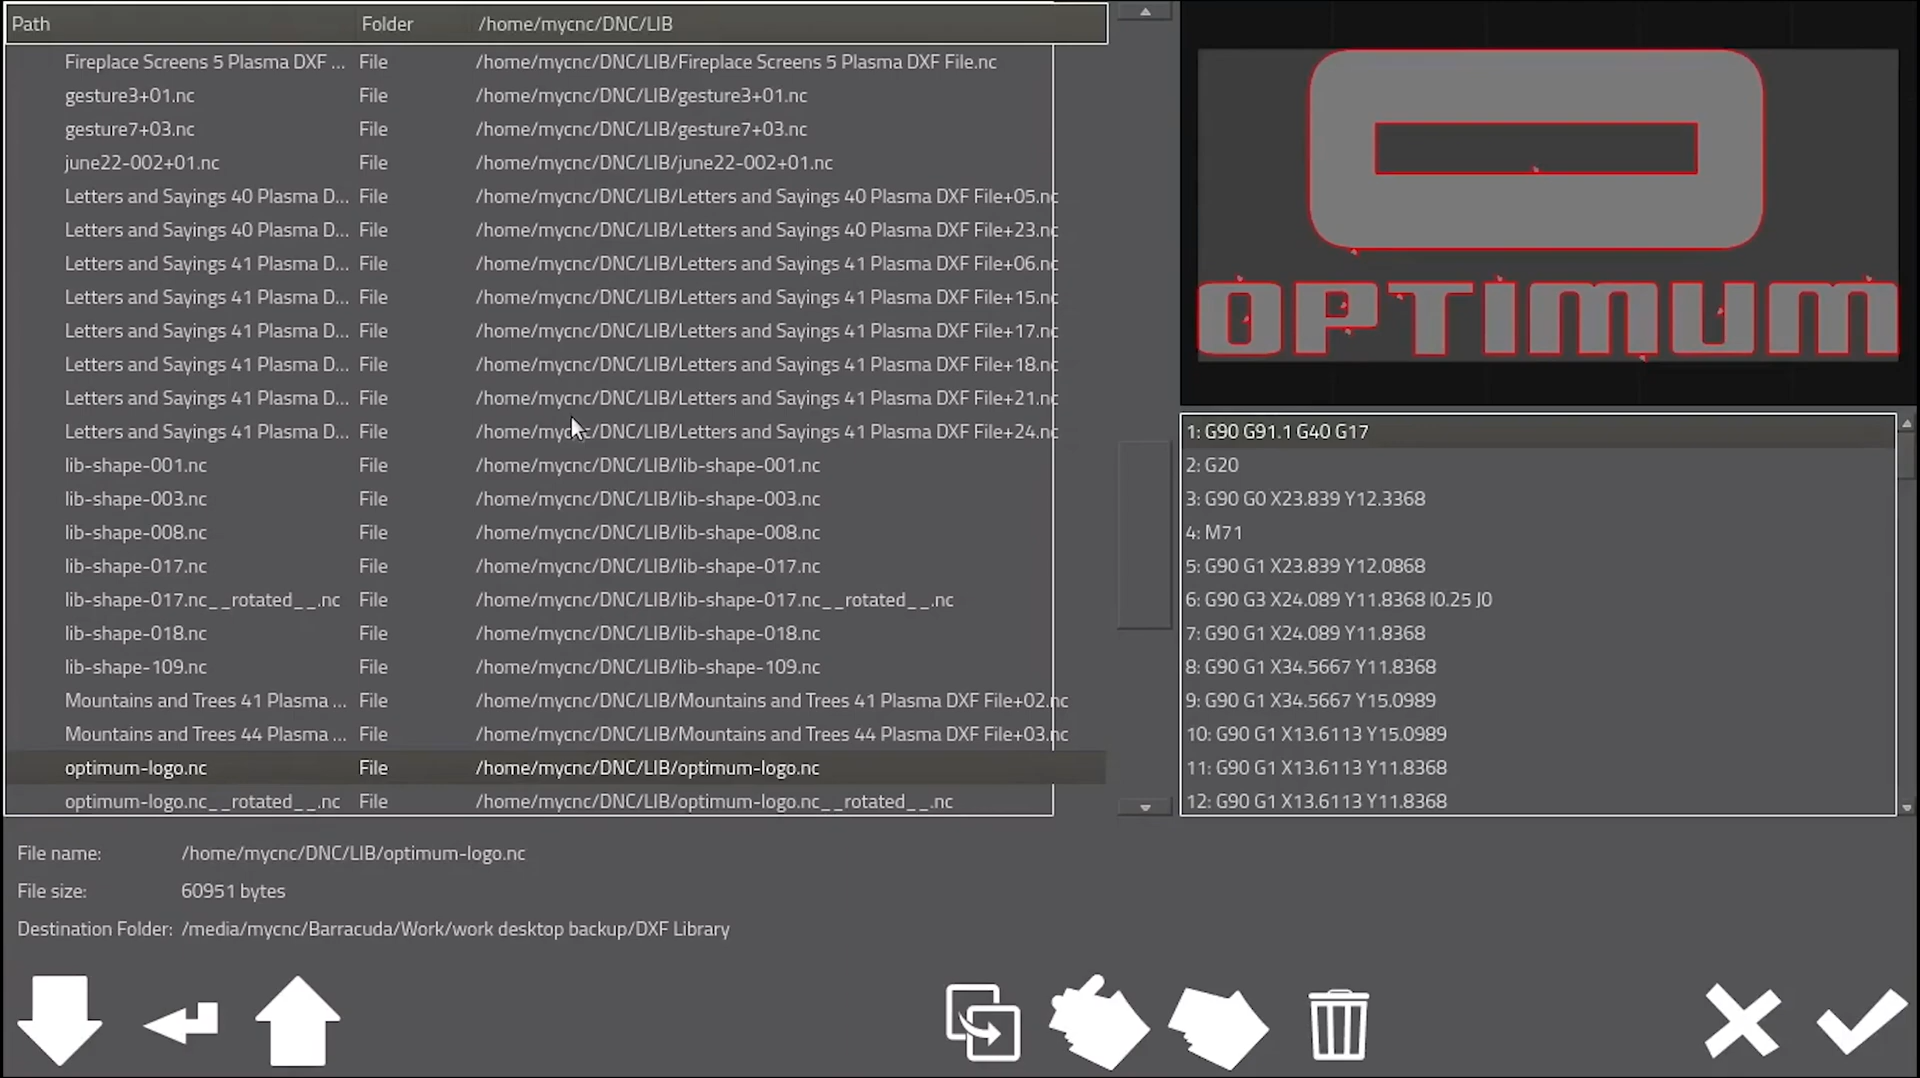 Path Folder /home/mycnc/DNC/LIB
Fireplace Screens 5 Plasma DXF ... File /home/mycnc/DNC/LIB/Fireplace Screens 5 Plasma DXF File.nc
gesture3+01.nc File /home/mycnc/DNC/LIB/gesture3+01.nc
gesture7+03.nc File /home/mycnc/DNC/LIB/gesture7+03.nc
june22-002+01.nc File /home/mycnc/DNC/LIB/june22-002+01.nc
Letters and Sayings 40 Plasma D... File /home/mycnc/DNC/LIB/Letters and Sayings 40 Plasma DXF File+05.nc
Letters and Sayings 40 Plasma D... File /home/mycnc/DNC/LIB/Letters and Sayings 40 Plasma DXF File+23.nc
Letters and Sayings 41 Plasma D... File /home/mycnc/DNC/LIB/Letters and Sayings 41 Plasma DXF File+06.nc
Letters and Sayings 41 Plasma D... File /home/mycnc/DNC/LIB/Letters and Sayings 41 Plasma DXF File+15.nc
Letters and Sayings 41 Plasma D... File /home/mycnc/DNC/LIB/Letters and Sayings 41 Plasma DXF File+17.nc
Letters and Sayings 41 Plasma D... File /home/mycnc/DNC/LIB/Letters and Sayings 41 Plasma DXF File+18.nc
Letters and Sayings 41 Plasma D... File /home/mycnc/DNC/LIB/Letters and Sayings 41 Plasma DXF File+21.nc
Letters and Sayings 41 Plasma D... File /home/mycnc/DNC/LIB/Letters and Sayings 41 Plasma DXF File+24.nc
lib-shape-001.nc File /home/mycnc/DNC/LIB/lib-shape-001.nc
lib-shape-003.nc File /home/mycnc/DNC/LIB/lib-shape-003.nc
lib-shape-008.nc File /home/mycnc/DNC/LIB/lib-shape-008.nc
lib-shape-017.nc File /home/mycnc/DNC/LIB/lib-shape-017.nc
lib-shape-017.nc__rotated__.nc File /home/mycnc/DNC/LIB/lib-shape-017.nc__rotated__.nc
lib-shape-018.nc File /home/mycnc/DNC/LIB/lib-shape-018.nc
lib-shape-109.nc File /home/mycnc/DNC/LIB/lib-shape-109.nc
Mountains and Trees 41 Plasma ... File /home/mycnc/DNC/LIB/Mountains and Trees 41 Plasma DXF File+02.nc
Mountains and Trees 44 Plasma ... File /home/mycnc/DNC/LIB/Mountains and Trees 44 Plasma DXF File+03.nc
optimum-logo.nc File /home/mycnc/DNC/LIB/optimum-logo.nc
optimum-logo.nc__rotated__.nc File /home/mycnc/DNC/LIB/optimum-logo.nc__rotated__.nc
OPTIMUM
1: G90 G91.1 G40 G17
2: G20
3: G90 G0 X23.839 Y12.3368
4: M71
5: G90 G1 X23.839 Y12.0868
6: G90 G3 X24.089 Y11.8368 I0.25 J0
7: G90 G1 X24.089 Y11.8368
8: G90 G1 X34.5667 Y11.8368
9: G90 G1 X34.5667 Y15.0989
10: G90 G1 X13.6113 Y15.0989
11: G90 G1 X13.6113 Y11.8368
12: G90 G1 X13.6113 Y11.8368
File name: /home/mycnc/DNC/LIB/optimum-logo.nc
File size: 60951 bytes
Destination Folder: /media/mycnc/Barracuda/Work/work desktop backup/DXF Library